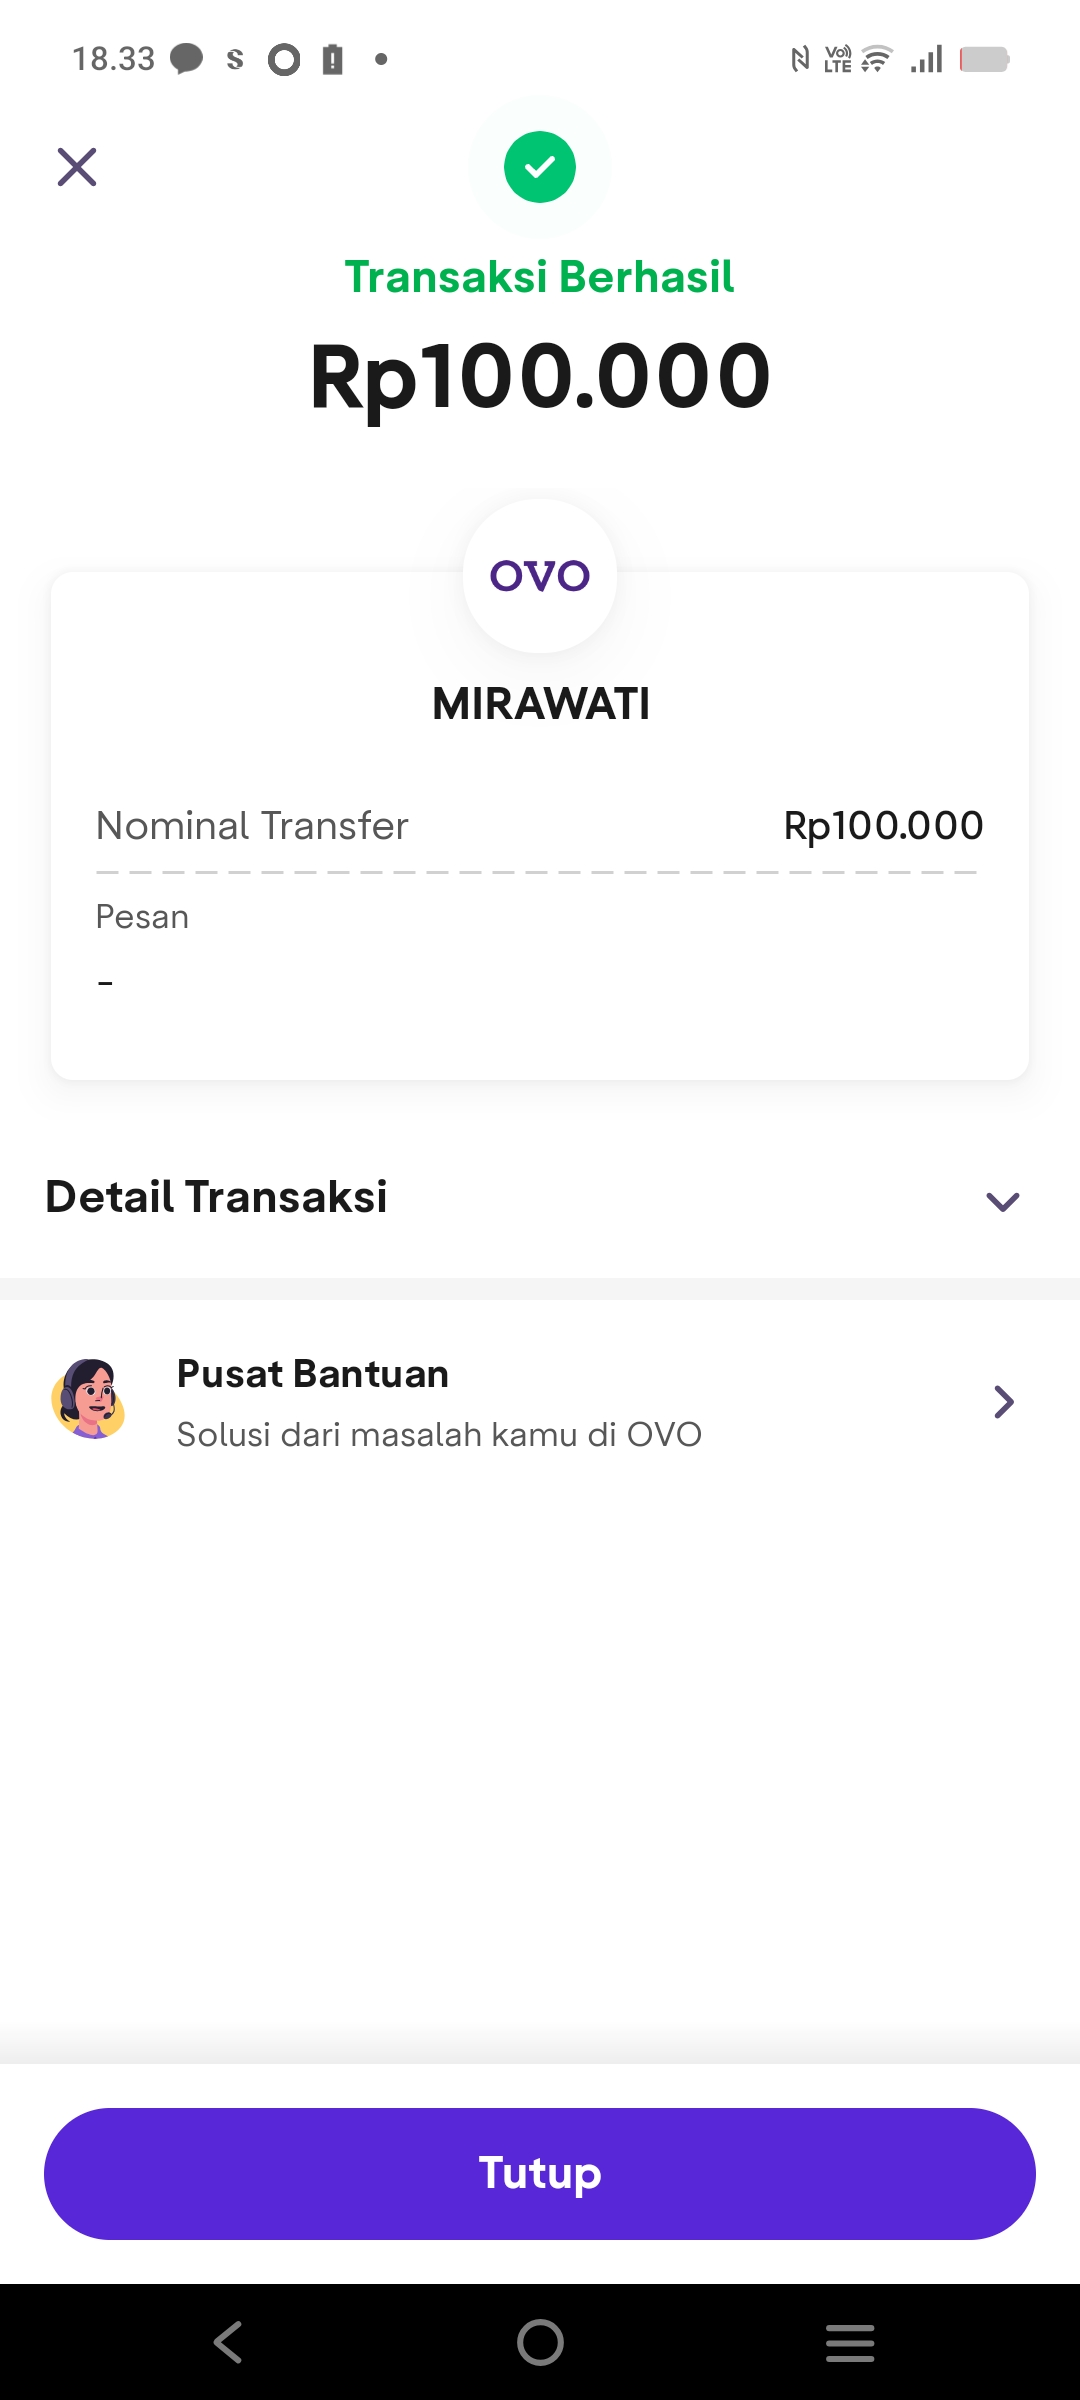 18.33
Vo) LTE
Transaksi Berhasil
Rp100.000
OVO
MIRAWATI
Nominal Transfer Rp100.000
Pesan
-
Detail Transaksi
Pusat Bantuan
Solusi dari masalah kamu di OVO
Tutup